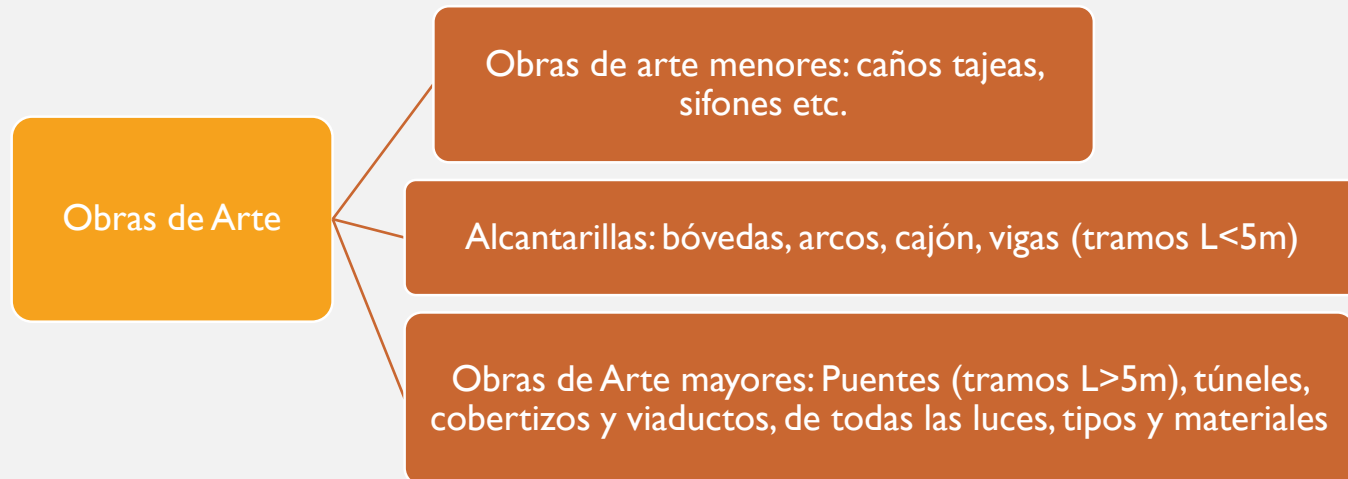 Obras de Arte
Obras de arte menores: caños tajeas,
sifones etc.
Alcantarillas: bóvedas, arcos, cajón, vigas (tramos L<5m)
Obras de Arte mayores: Puentes (tramos L>5m), túneles,
cobertizos y viaductos, de todas las luces, tipos y materiales